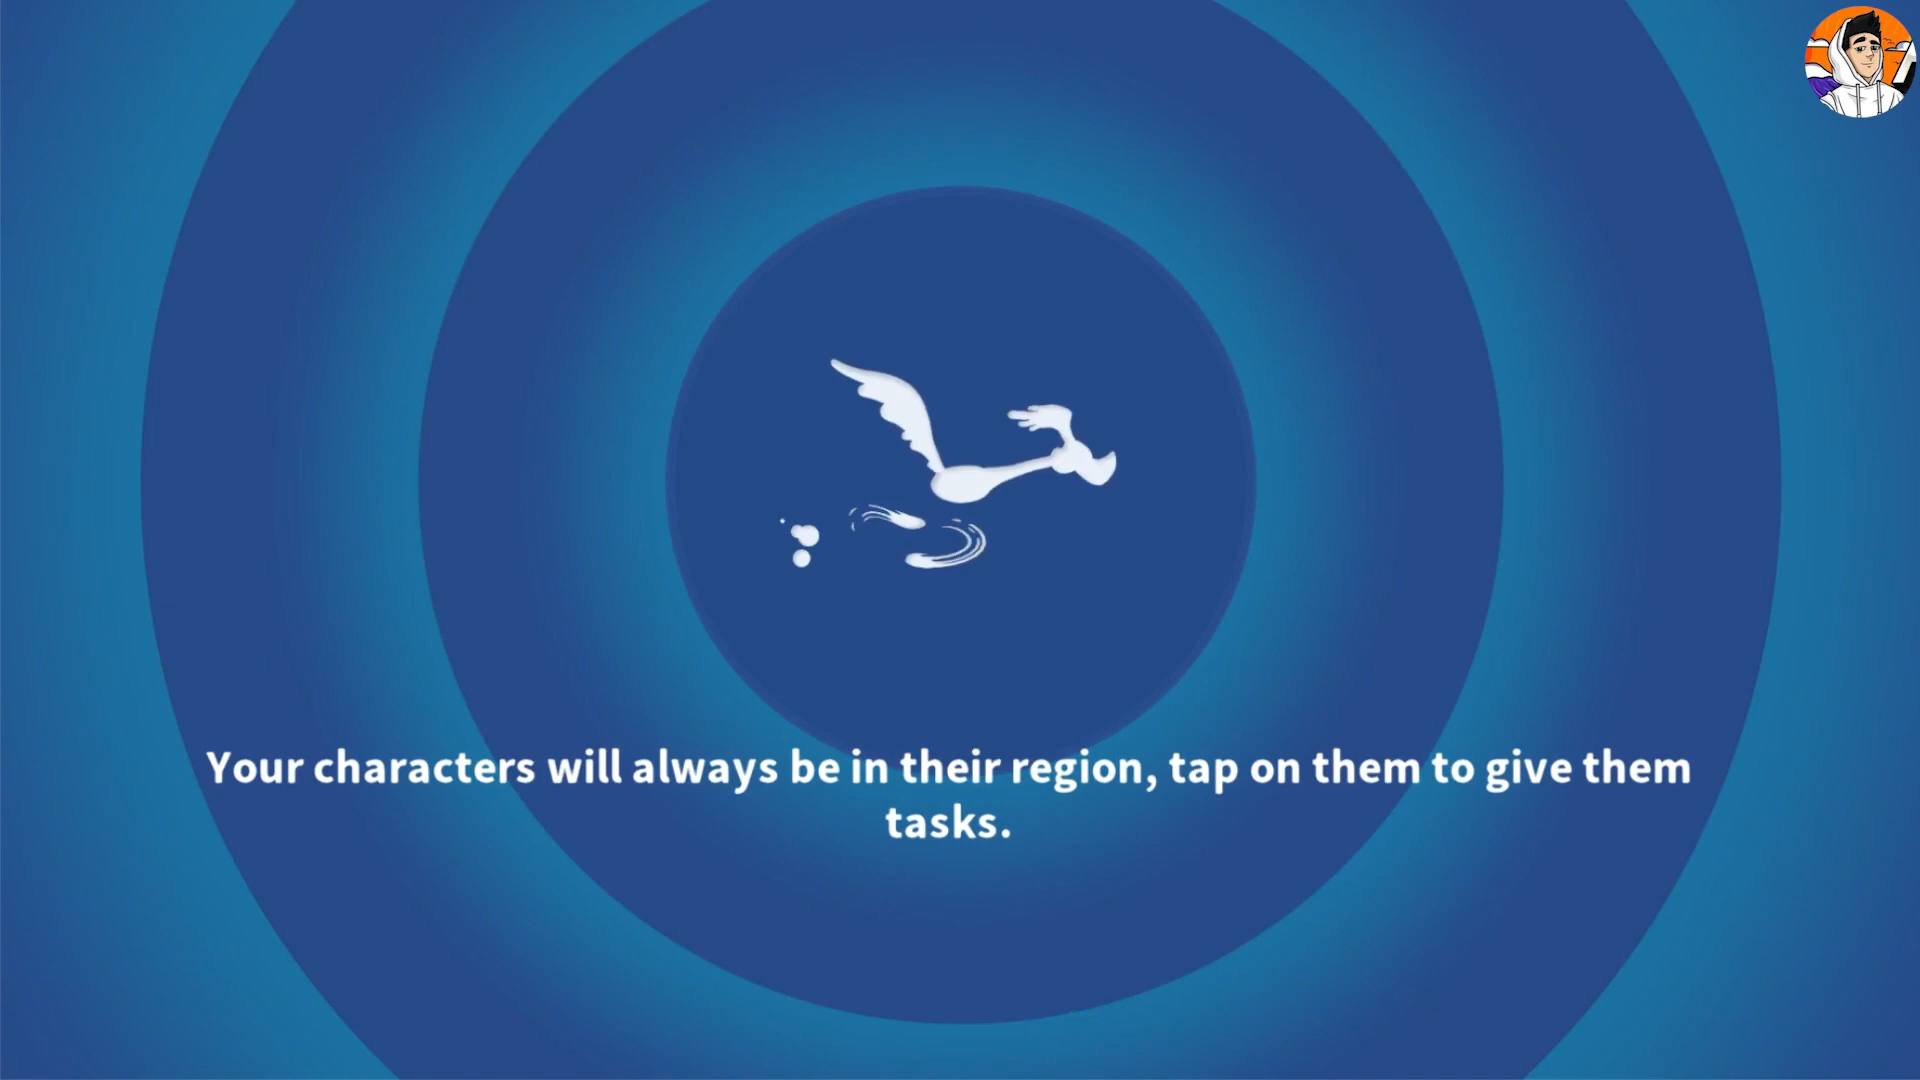 Your characters will always be in their region, tap on them to give them
tasks.